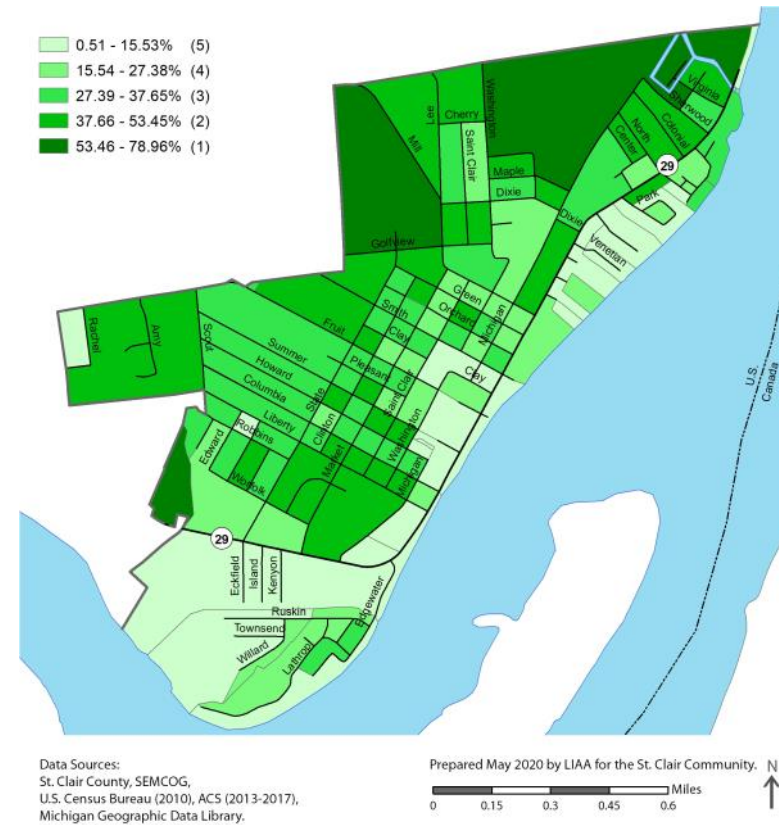 0.51 - 15.53% (5)
15.54 - 27.38% (4)
27.39 - 37.65% (3)
37.66 - 53.45% (2)
53.46 - 78.96% (1)
Virginia
Sherwood
Colonial
North
Center
29
Park
Washington
Lee
Cherry
Mill
Saint Clair
Maple
Dixie
Dixie
Venetian
Golfview
Green
Orchard
Michigan
Smith
Clay
Clay
Fruit
Pleasant
Saint Clair
Rachel
Amy
Scout
Summer
Howard
Columbia
State
Liberty
Clinton
Robbins
Edward
Market
Washington
Michigan
Woffolk
29
Eckfield
Island
Kenyon
Ruskin
Edgewater
Townsend
Willard
Lathrop
U.S.
Canada
Data Sources:
St. Clair County, SEMCOG,
U.S. Census Bureau (2010), ACS (2013-2017),
Michigan Geographic Data Library.
Prepared May 2020 by LIAA for the St. Clair Community.
N
Miles
0 0.15 0.3 0.45 0.6